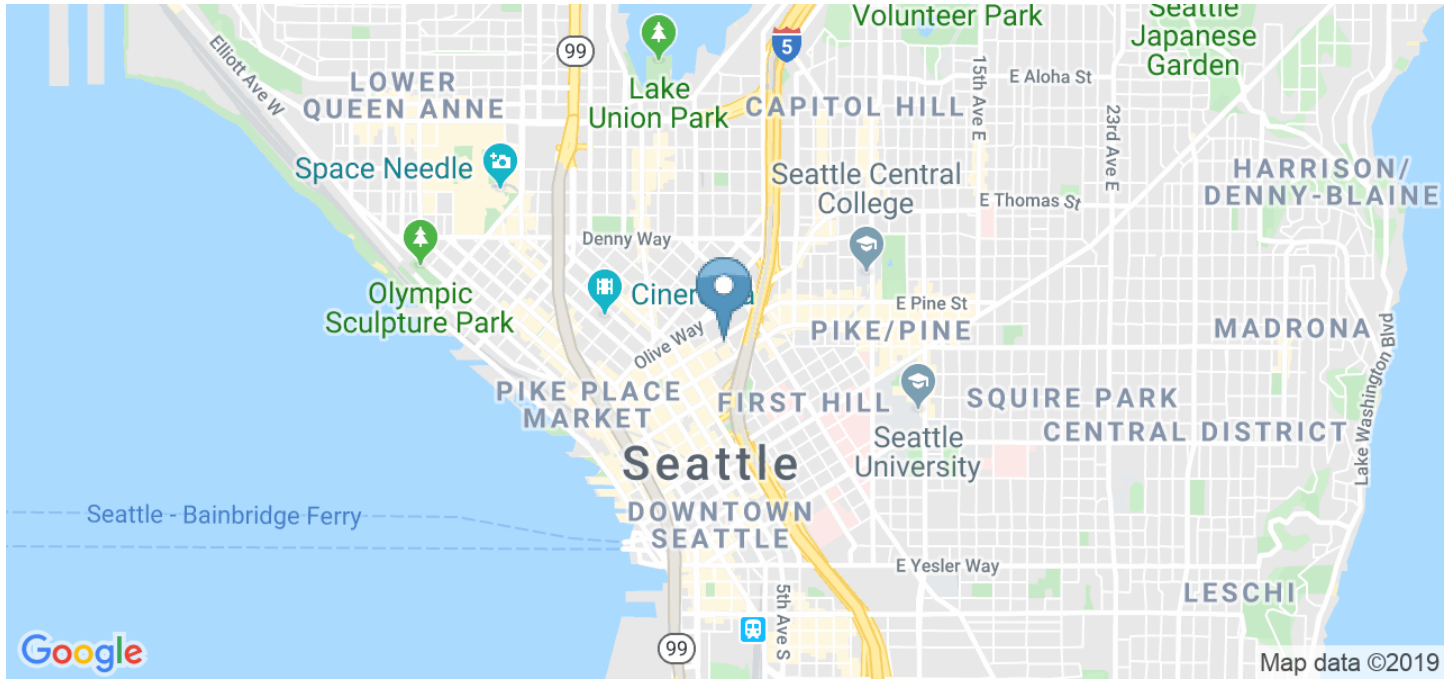 Volunteer Park
Seattle
Japanese
Garden
99
5
Elliott Ave W
LOWER
QUEEN ANNE
Lake
Union Park
CAPITOL HILL
15th Ave E
E Aloha St
23rd Ave E
Space Needle
Seattle Central
College
E Thomas St
HARRISON/
DENNY-BLAINE
Denny Way
Olympic
Sculpture Park
Olive Way
E Pine St
PIKE/PINE
MADRONA
PIKE PLACE
MARKET
FIRST HILL
SQUIRE PARK
Seattle
University
CENTRAL DISTRICT
Lake Washington Blvd
Seattle
DOWNTOWN
SEATTLE
Seattle - Bainbridge Ferry
E Yesler Way
LESCHI
5th Ave S
99
Google
Map data ©2019